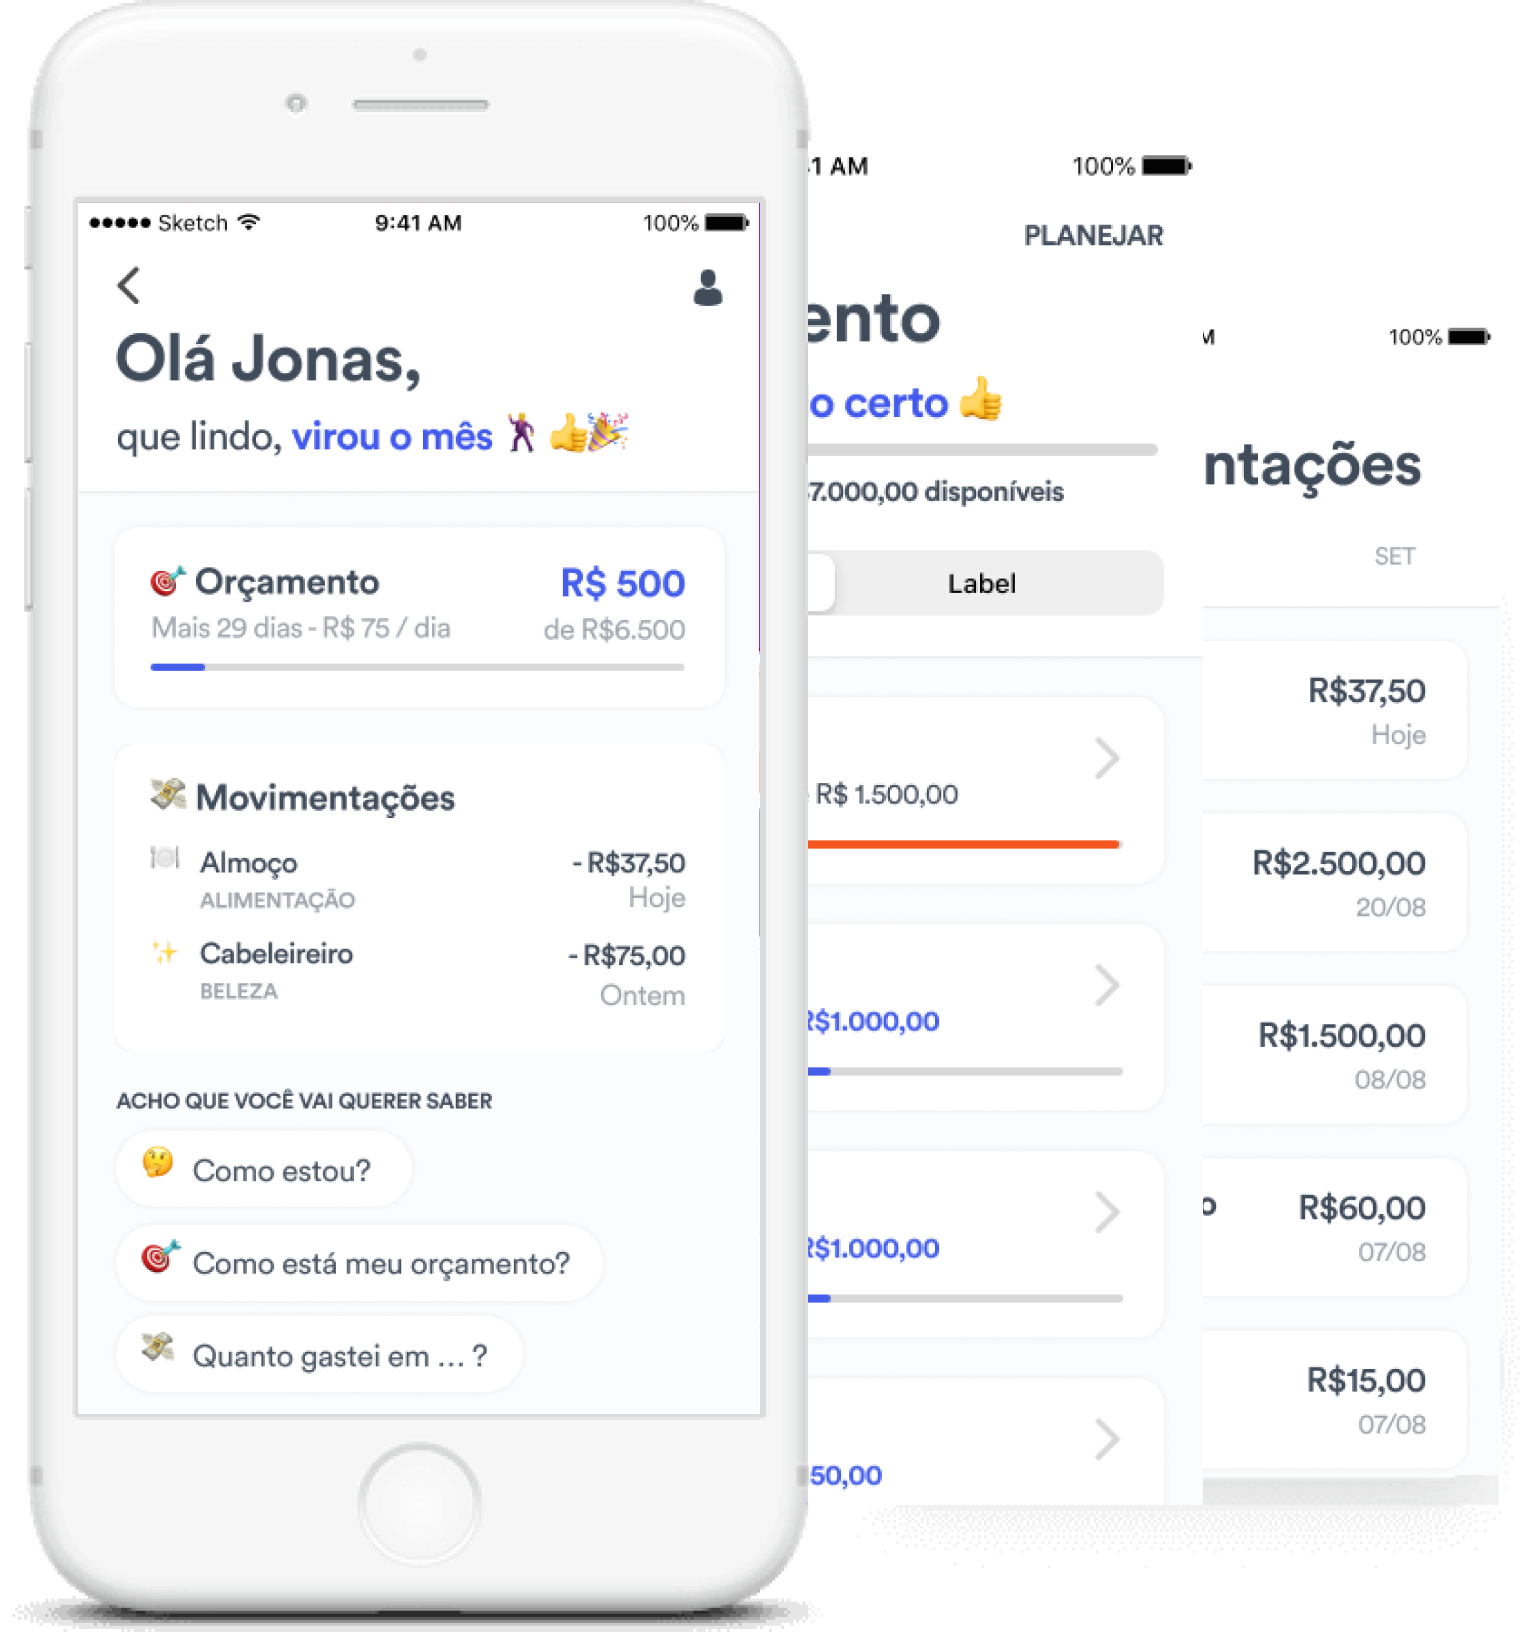 Sketch 9:41 AM 100%
Olá Jonas,
que lindo, virou o mês
Orçamento R$ 500
Mais 29 dias - R$ 75 / dia de R$6.500
Movimentações
Almoço - R$37,50
ALIMENTAÇÃO Hoje
Cabeleireiro - R$75,00
BELEZA Ontem
ACHO QUE VOCÊ VAI QUERER SABER
Como estou?
Como está meu orçamento?
Quanto gastei em ... ?
1 AM 100%
PLANEJAR
ento
o certo
7.000,00 disponíveis
Label
R$ 1.500,00
R$1.000,00
R$1.000,00
50,00
M 100%
ntações
SET
R$37,50
Hoje
R$2.500,00
20/08
R$1.500,00
08/08
o R$60,00
07/08
R$15,00
07/08